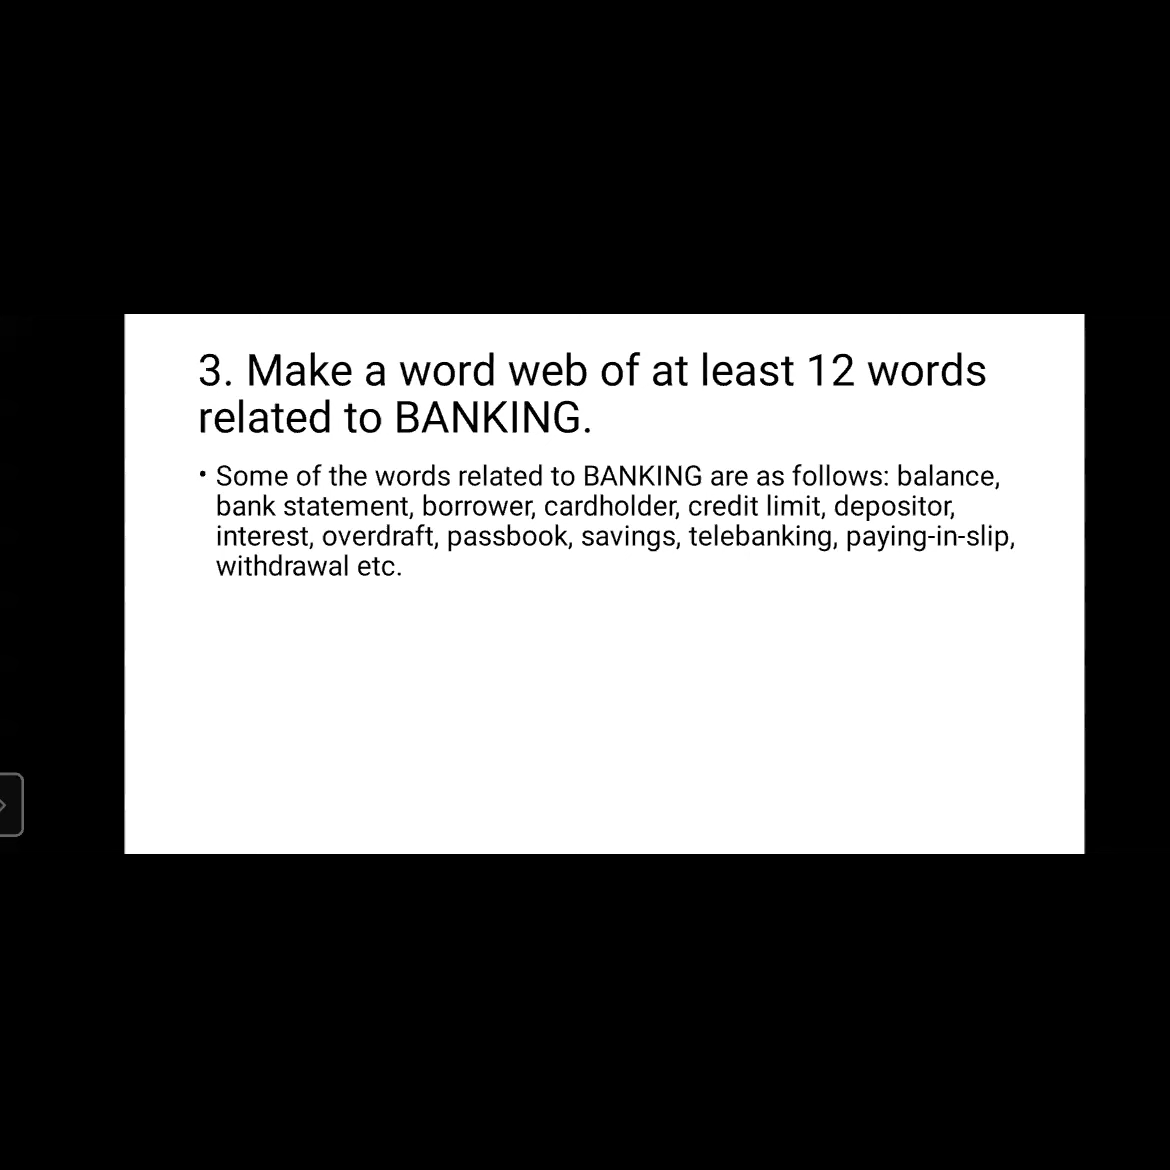 3. Make a word web of at least 12 words
related to BANKING.
• Some of the words related to BANKING are as follows: balance,
bank statement, borrower, cardholder, credit limit, depositor,
interest, overdraft, passbook, savings, telebanking, paying-in-slip,
withdrawal etc.